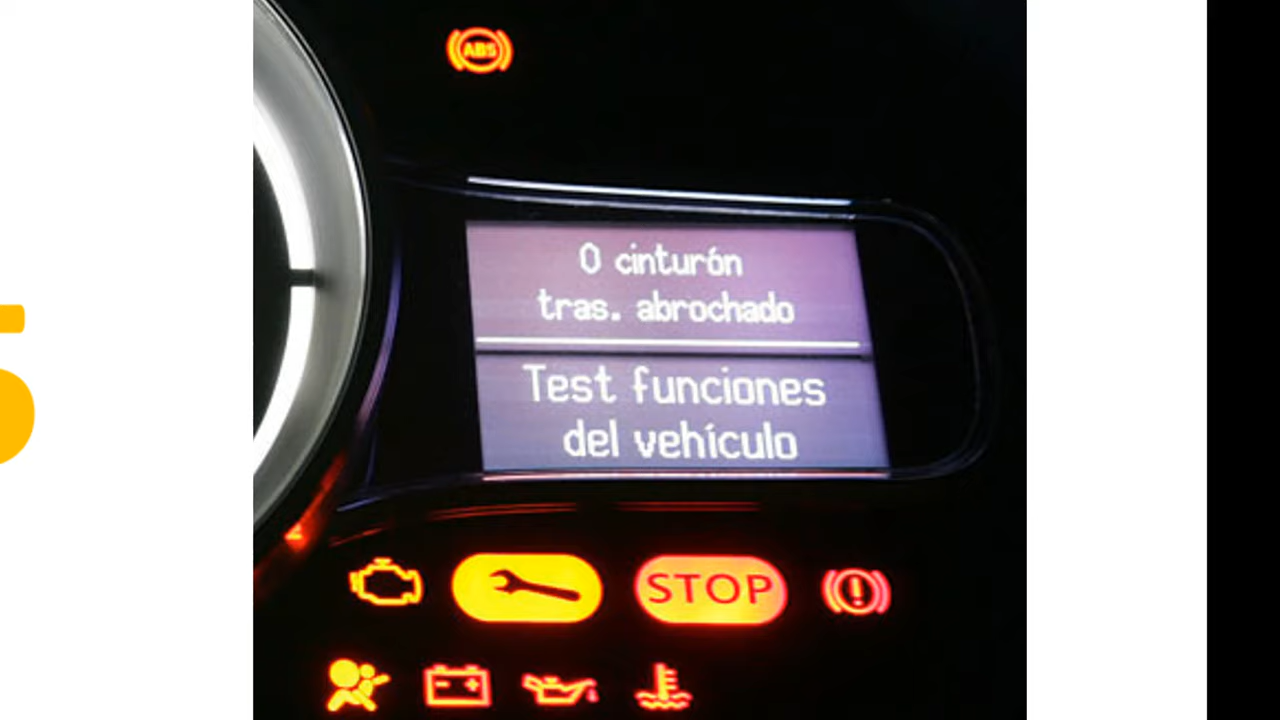 ABS
0 cinturón
tras. abrochado
Test funciones
del vehículo
STOP